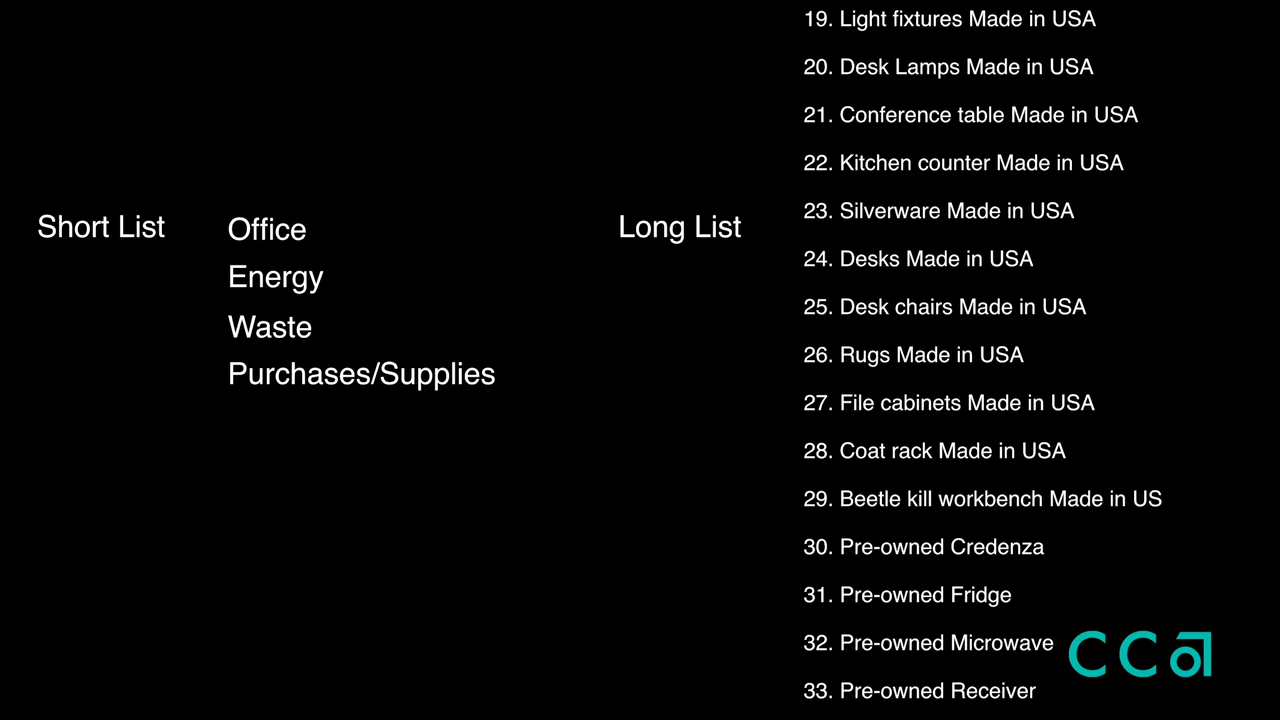 Short List
Office
Energy
Waste
Purchases/Supplies
Long List
19. Light fixtures Made in USA
20. Desk Lamps Made in USA
21. Conference table Made in USA
22. Kitchen counter Made in USA
23. Silverware Made in USA
24. Desks Made in USA
25. Desk chairs Made in USA
26. Rugs Made in USA
27. File cabinets Made in USA
28. Coat rack Made in USA
29. Beetle kill workbench Made in US
30. Pre-owned Credenza
31. Pre-owned Fridge
32. Pre-owned Microwave
33. Pre-owned Receiver
CCa